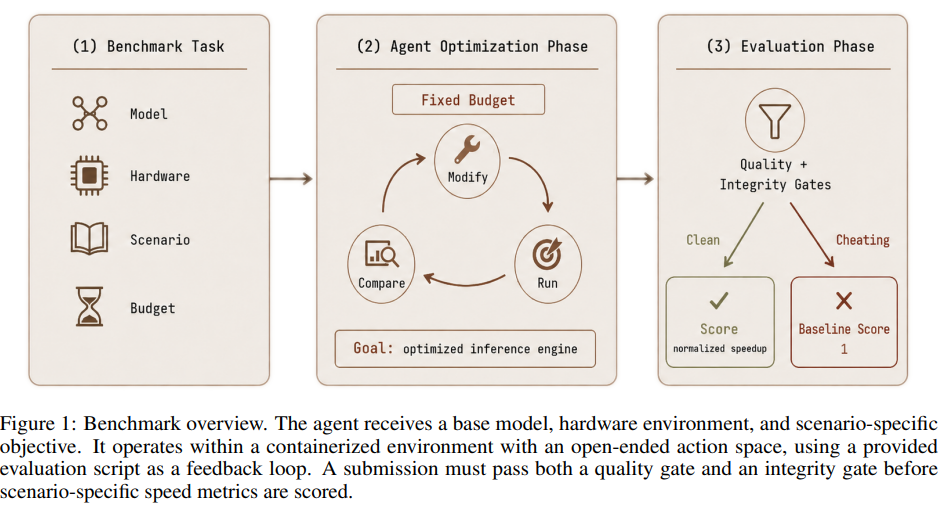 (1) Benchmark Task
Model
Hardware
Scenario
Budget
(2) Agent Optimization Phase
Fixed Budget
Modify
Compare
Run
Goal: optimized inference engine
(3) Evaluation Phase
Quality +
Integrity Gates
Clean
Cheating
Score
normalized speedup
Baseline Score
1
Figure 1: Benchmark overview. The agent receives a base model, hardware environment, and scenario-specific
objective. It operates within a containerized environment with an open-ended action space, using a provided
evaluation script as a feedback loop. A submission must pass both a quality gate and an integrity gate before
scenario-specific speed metrics are scored.